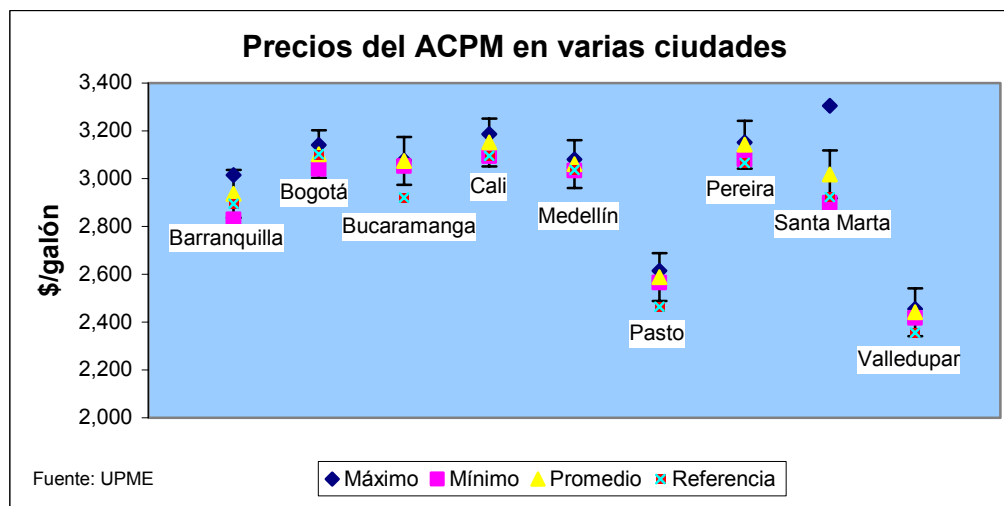 Precios del ACPM en varias ciudades
$/galón
3,400
3,200
3,000
2,800
2,600
2,400
2,200
2,000
Barranquilla
Bogotá
Bucaramanga
Cali
Medellín
Pasto
Pereira
Santa Marta
Valledupar
Fuente: UPME
Máximo Mínimo Promedio Referencia